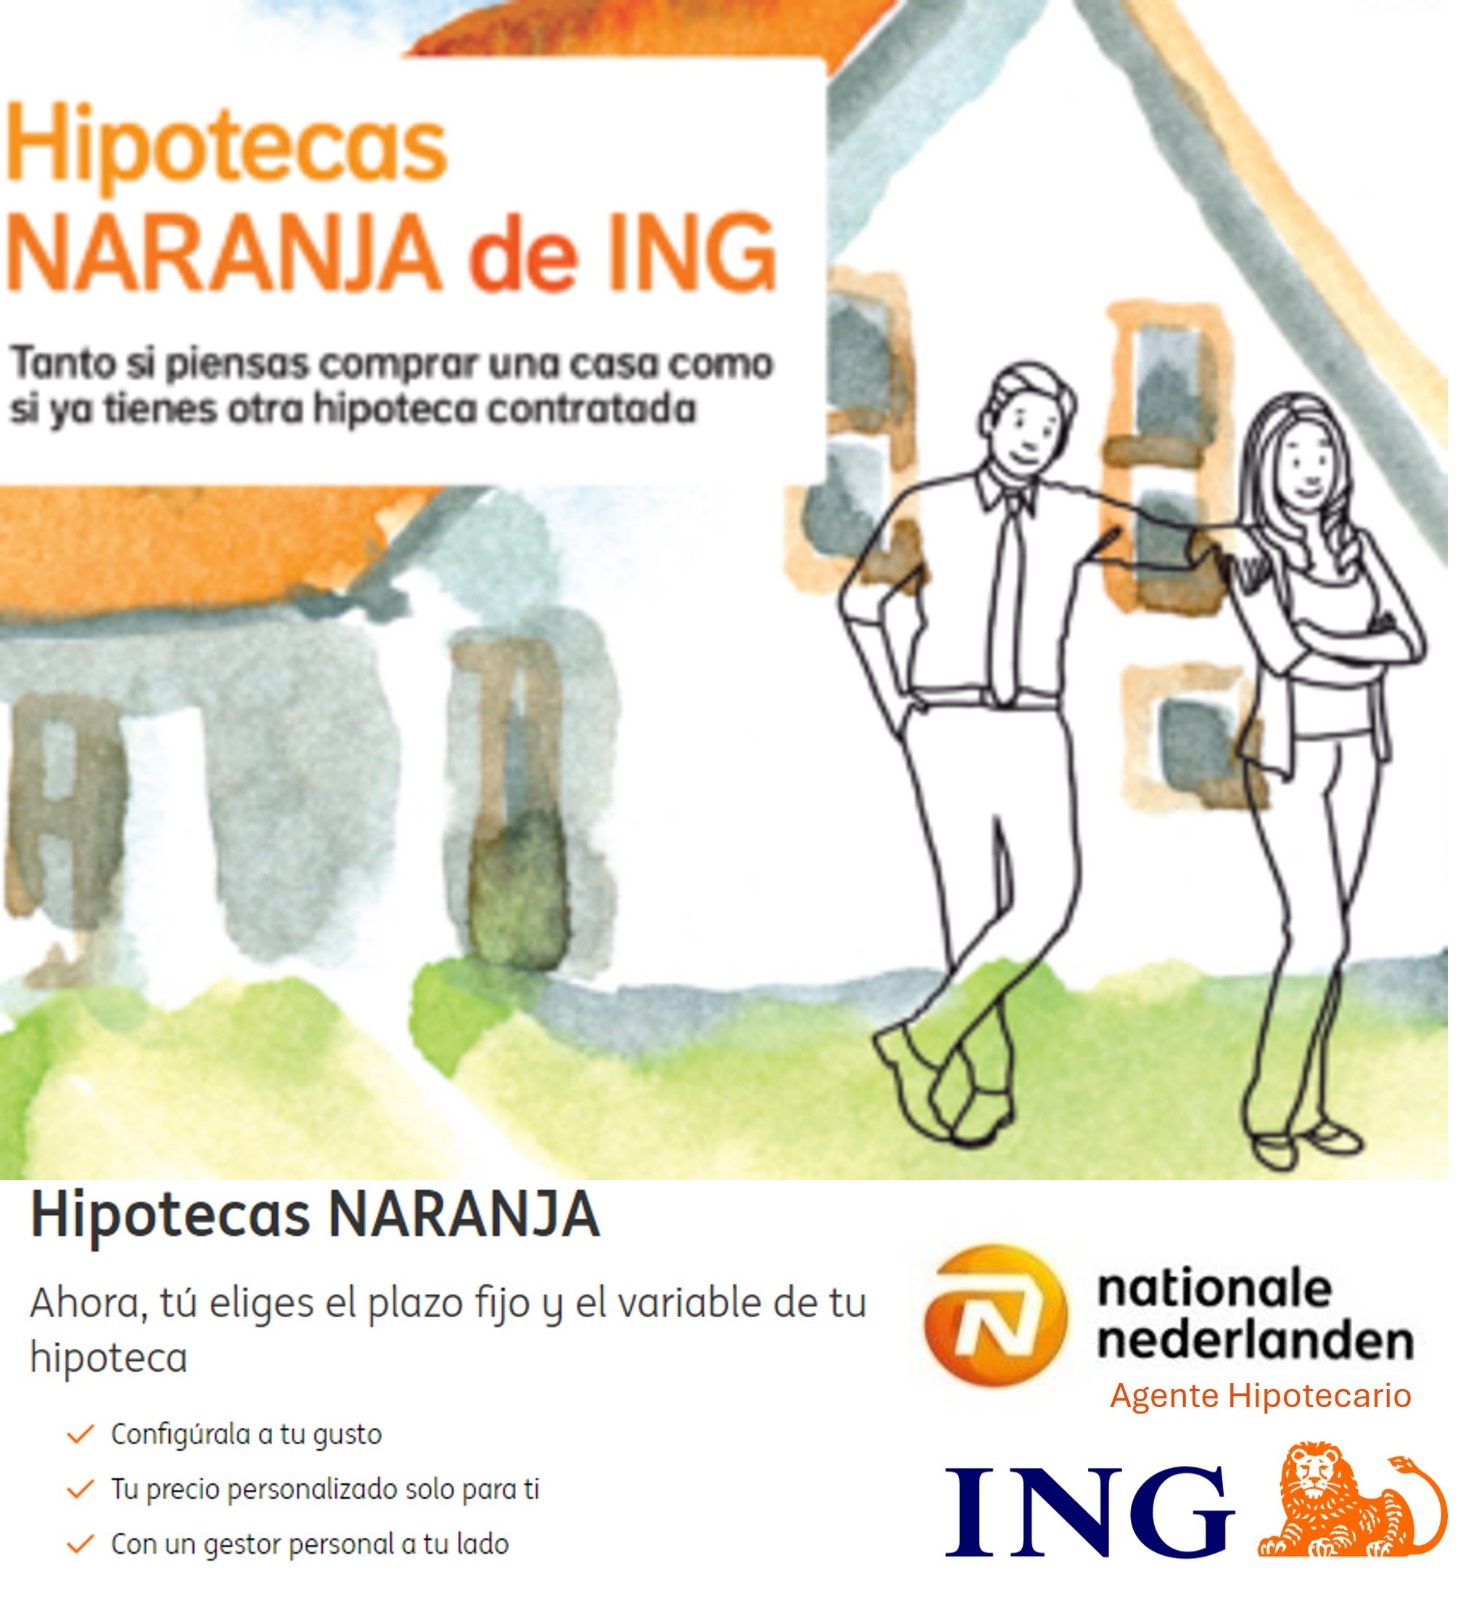 Hipotecas
NARANJA de ING
Tanto si piensas comprar una casa como
si ya tienes otra hipoteca contratada
Hipotecas NARANJA
Ahora, tú eliges el plazo fijo y el variable de tu
hipoteca
Configúrala a tu gusto
Tu precio personalizado solo para ti
Con un gestor personal a tu lado
nationale
nederlanden
Agente Hipotecario
ING